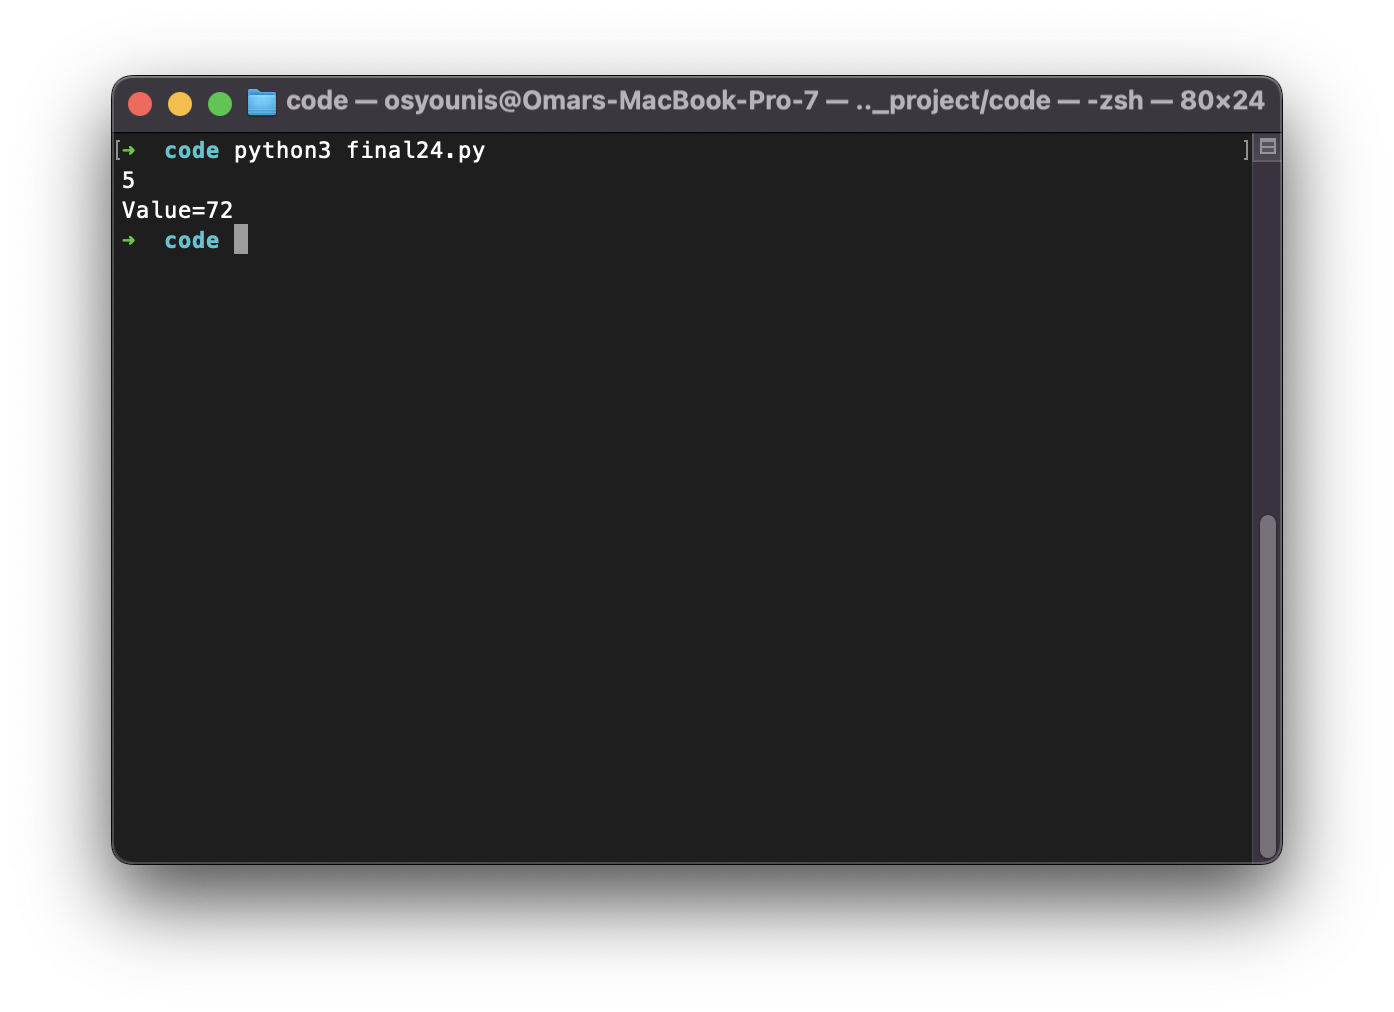 code — osyounis@Omars-MacBook-Pro-7 — .._project/code — -zsh — 80×24
[➜  code python3 final24.py ]
5
Value=72
➜  code